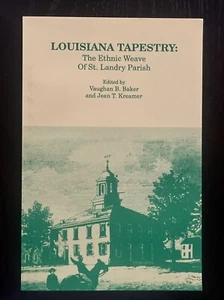 LOUISIANA TAPESTRY:
The Ethnic Weave
Of St. Landry Parish
Edited by
Vaughan B. Baker
and Jean T. Kreamer